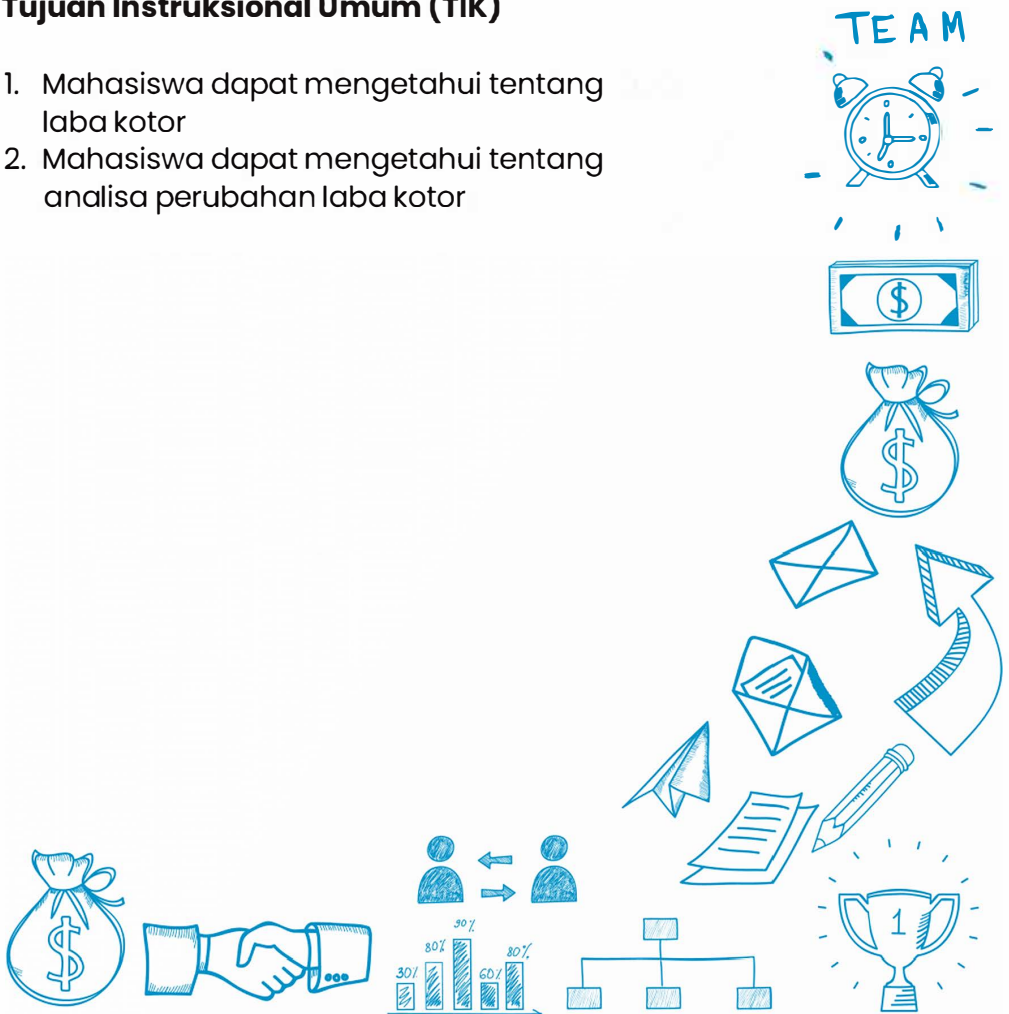 Tujuan Instruksional Umum (TIK)
TEAM
1. Mahasiswa dapat mengetahui tentang
laba kotor
2. Mahasiswa dapat mengetahui tentang
analisa perubahan laba kotor
$
$
$
30%
80%
90%
60%
80%
1